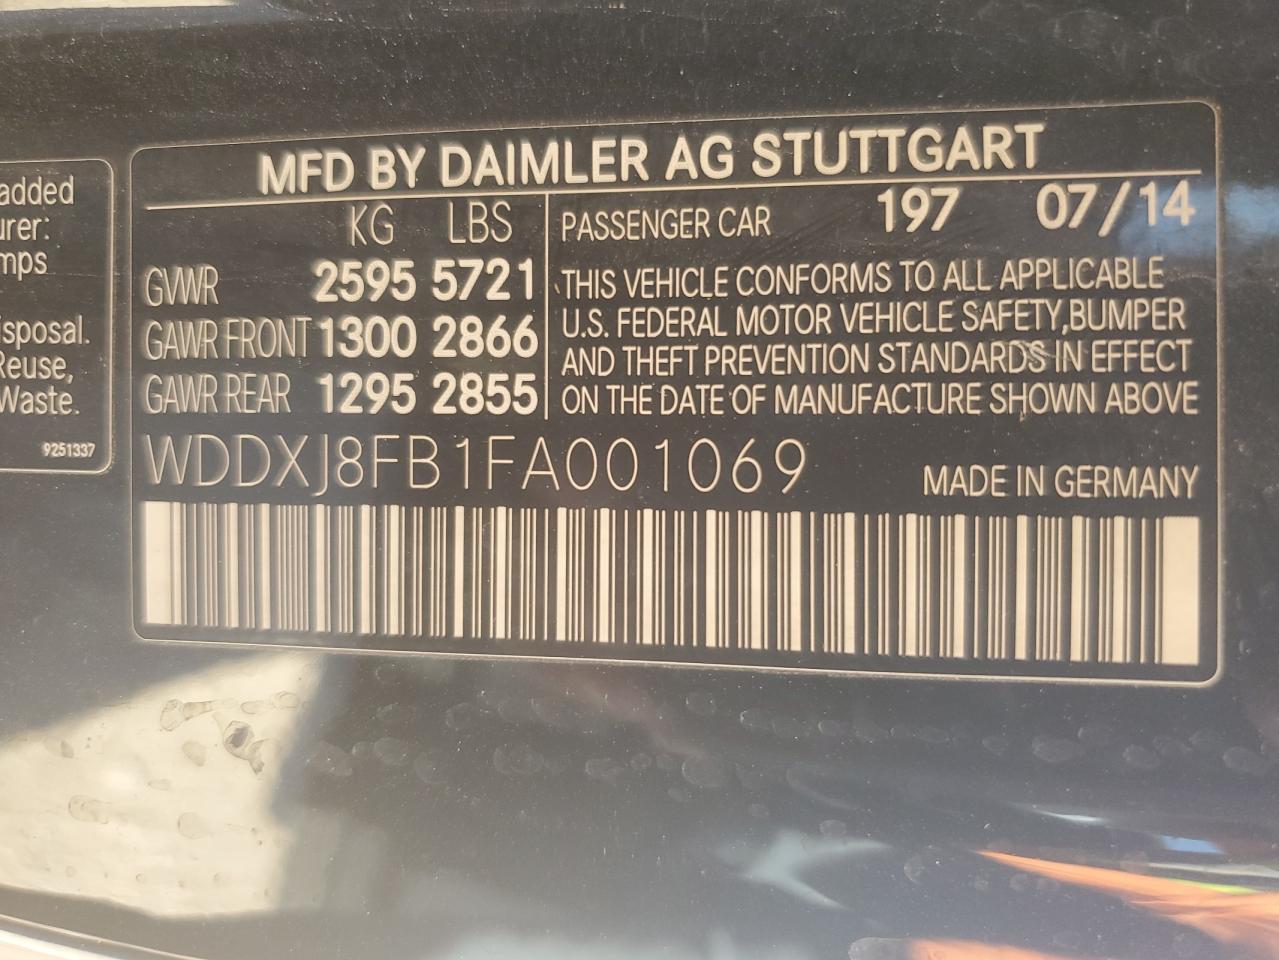 added
urer:
mps
isposal.
Reuse,
Waste.
9251337
MFD BY DAIMLER AG STUTTGART
KG LBS
GVWR 2595 5721
GAWR FRONT 1300 2866
GAWR REAR 1295 2855
PASSENGER CAR 197 07/14
THIS VEHICLE CONFORMS TO ALL APPLICABLE
U.S. FEDERAL MOTOR VEHICLE SAFETY,BUMPER
AND THEFT PREVENTION STANDARDS IN EFFECT
ON THE DATE OF MANUFACTURE SHOWN ABOVE
WDDXJ8FB1FA001069
MADE IN GERMANY